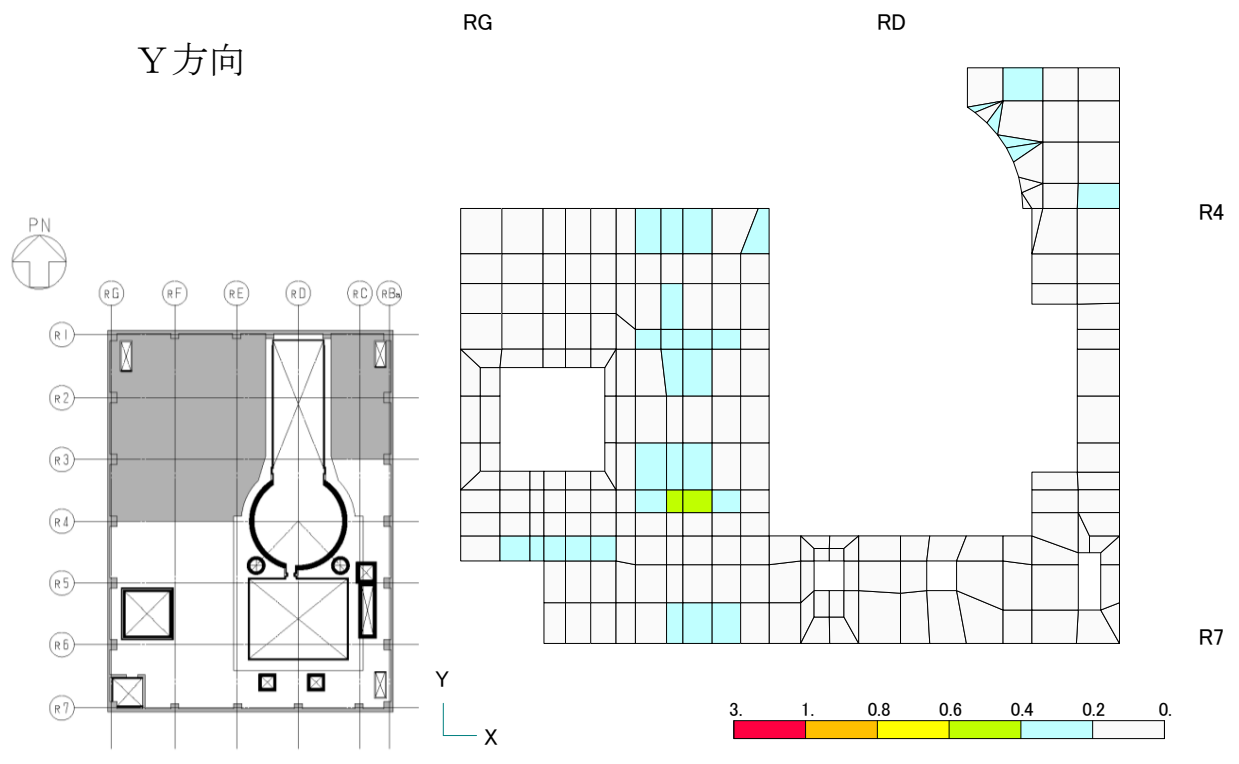 RG
RD
Y方向
R4
PN
RG
RF
RE
RD
RC
RBa
R1
R2
R3
R4
R5
R6
R7
R7
Y
X
3. 1. 0.8 0.6 0.4 0.2 0.